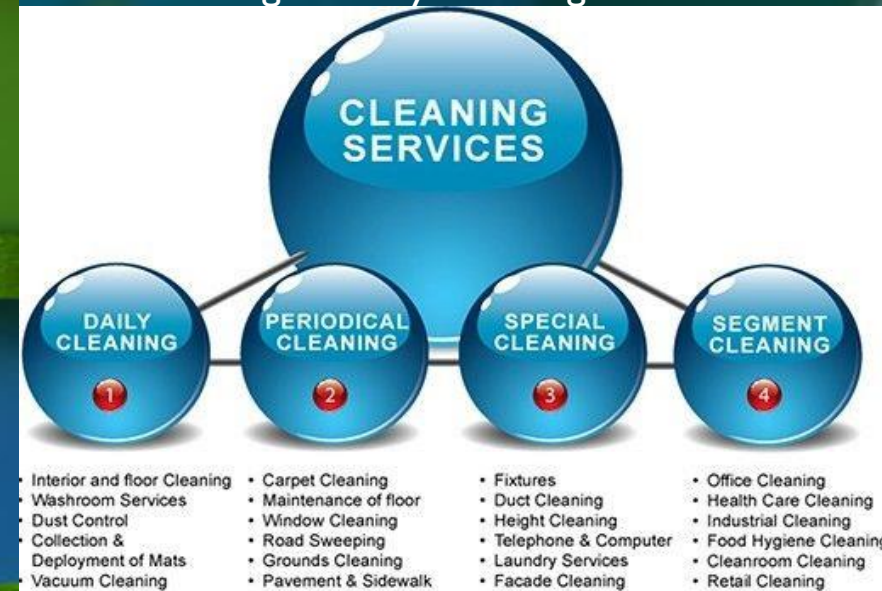 CLEANING
SERVICES
DAILY
CLEANING
1
PERIODICAL
CLEANING
2
SPECIAL
CLEANING
3
SEGMENT
CLEANING
4
• Interior and floor Cleaning
• Washroom Services
• Dust Control
• Collection &
Deployment of Mats
• Vacuum Cleaning
• Carpet Cleaning
• Maintenance of floor
• Window Cleaning
• Road Sweeping
• Grounds Cleaning
• Pavement & Sidewalk
• Fixtures
• Duct Cleaning
• Height Cleaning
• Telephone & Computer
• Laundry Services
• Facade Cleaning
• Office Cleaning
• Health Care Cleaning
• Industrial Cleaning
• Food Hygiene Cleaning
• Cleanroom Cleaning
• Retail Cleaning